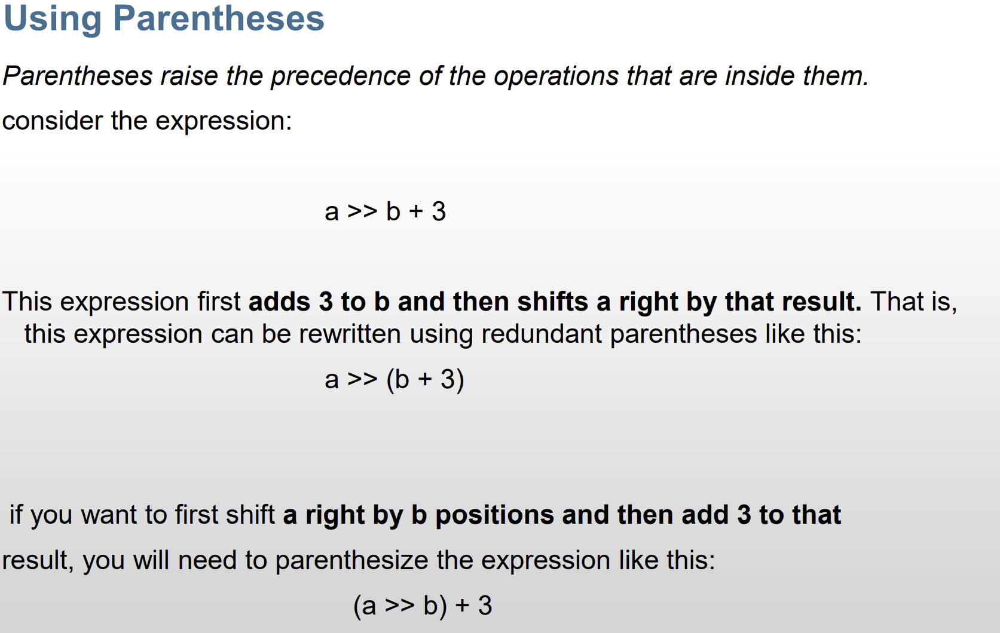 Using Parentheses
Parentheses raise the precedence of the operations that are inside them.
consider the expression:
a >> b + 3
This expression first adds 3 to b and then shifts a right by that result. That is,
this expression can be rewritten using redundant parentheses like this:
a >> (b + 3)
if you want to first shift a right by b positions and then add 3 to that
result, you will need to parenthesize the expression like this:
(a >> b) + 3